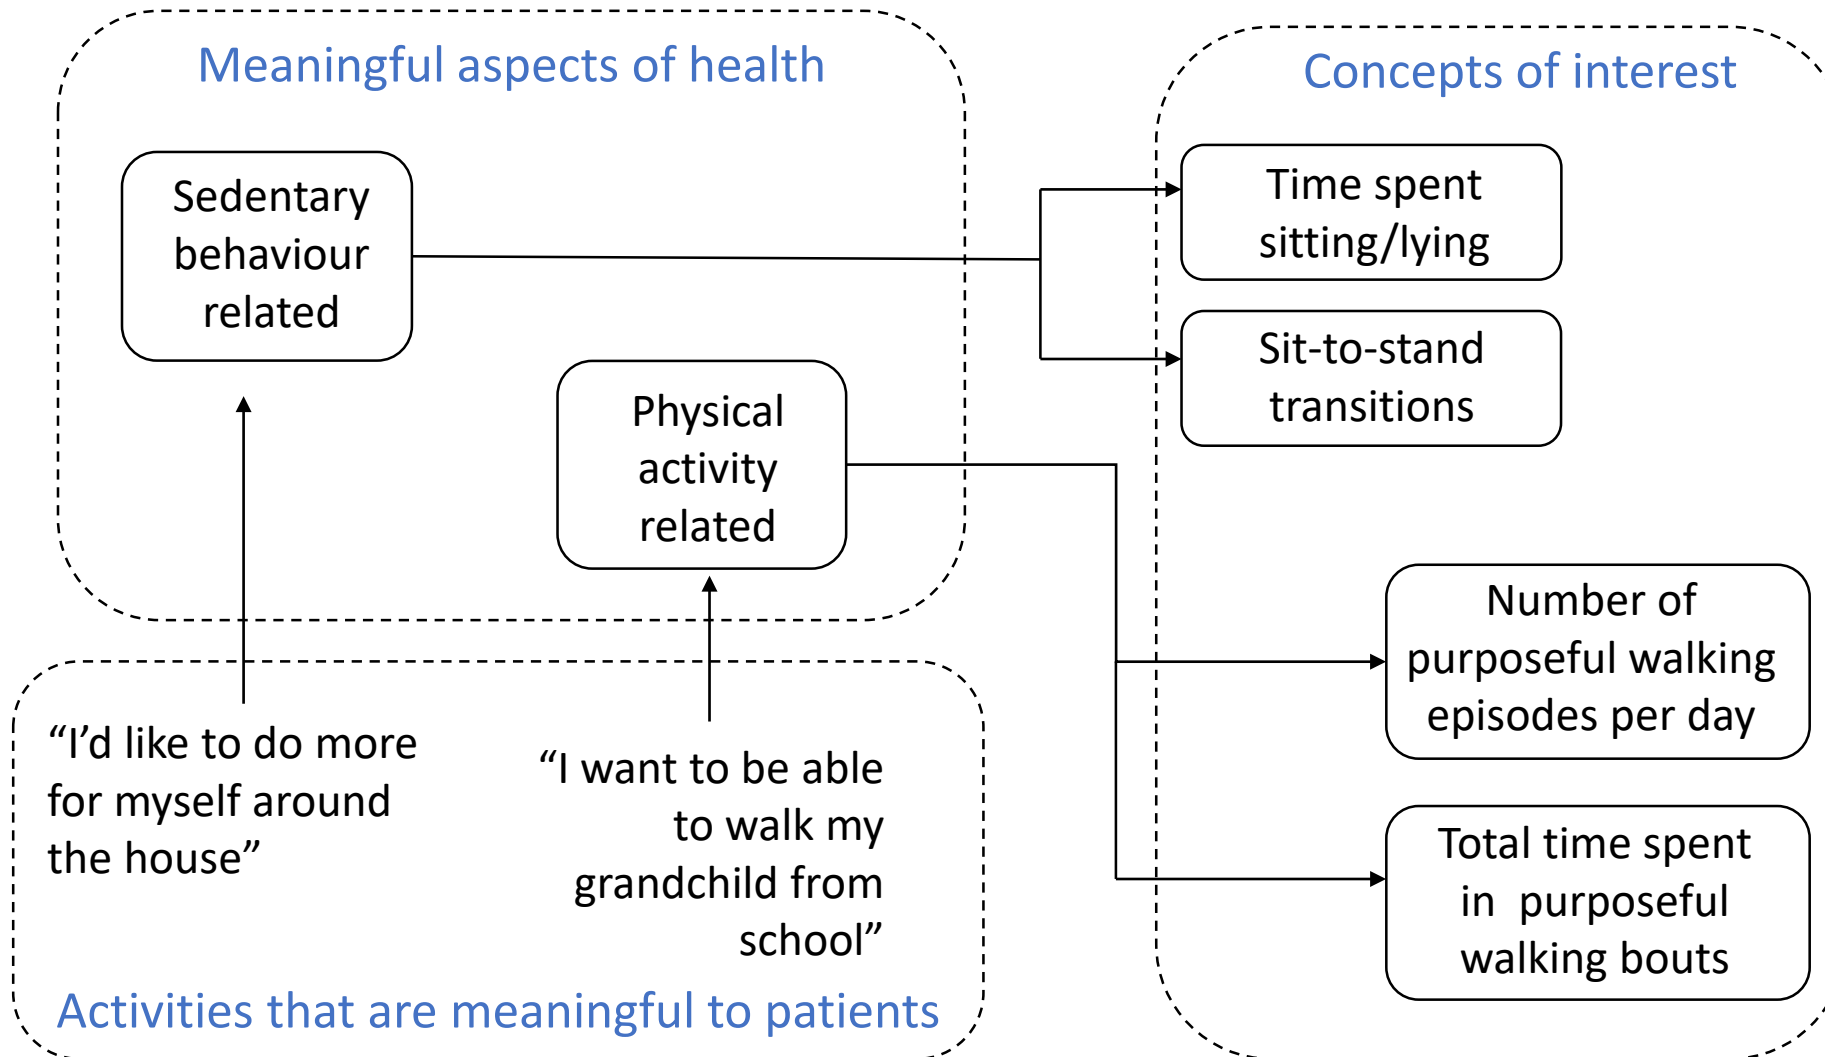 Meaningful aspects of health
Sedentary
behaviour
related
Physical
activity
related
“I’d like to do more
for myself around
the house”
“I want to be able
to walk my
grandchild from
school”
Activities that are meaningful to patients
Concepts of interest
Time spent
sitting/lying
Sit-to-stand
transitions
Number of
purposeful walking
episodes per day
Total time spent
in  purposeful
walking bouts